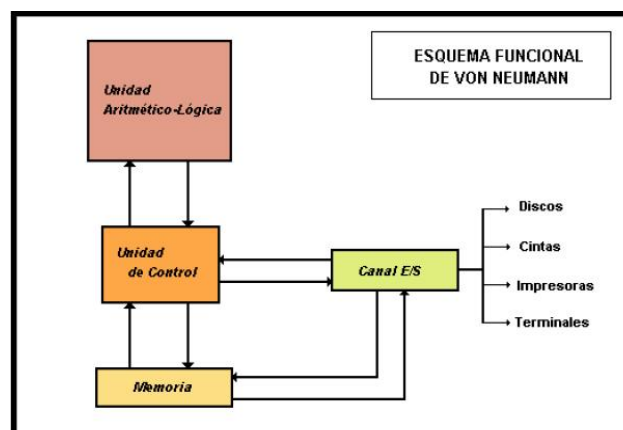 ESQUEMA FUNCIONAL
DE VON NEUMANN
Unidad
Aritmético-Lógica
Unidad
de Control
Canal E/S
Memoria
Discos
Cintas
Impresoras
Terminales